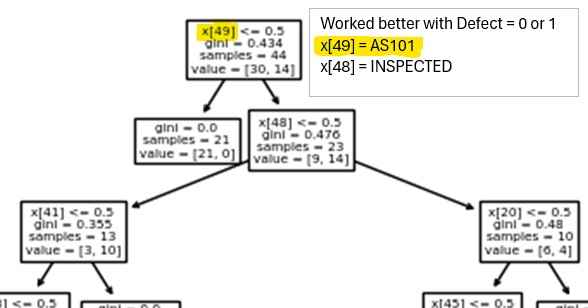 x[49] <= 0.5
gini = 0.434
samples = 44
value = [30, 14]
Worked better with Defect = 0 or 1
x[49] = AS101
x[48] = INSPECTED
gini = 0.0
samples = 21
value = [21, 0]
x[48] <= 0.5
gini = 0.476
samples = 23
value = [9, 14]
x[41] <= 0.5
gini = 0.355
samples = 13
value = [3, 10]
x[20] <= 0.5
gini = 0.48
samples = 10
value = [6, 4]
] <= 0.5
gini = 0.0
x[45] <= 0.5